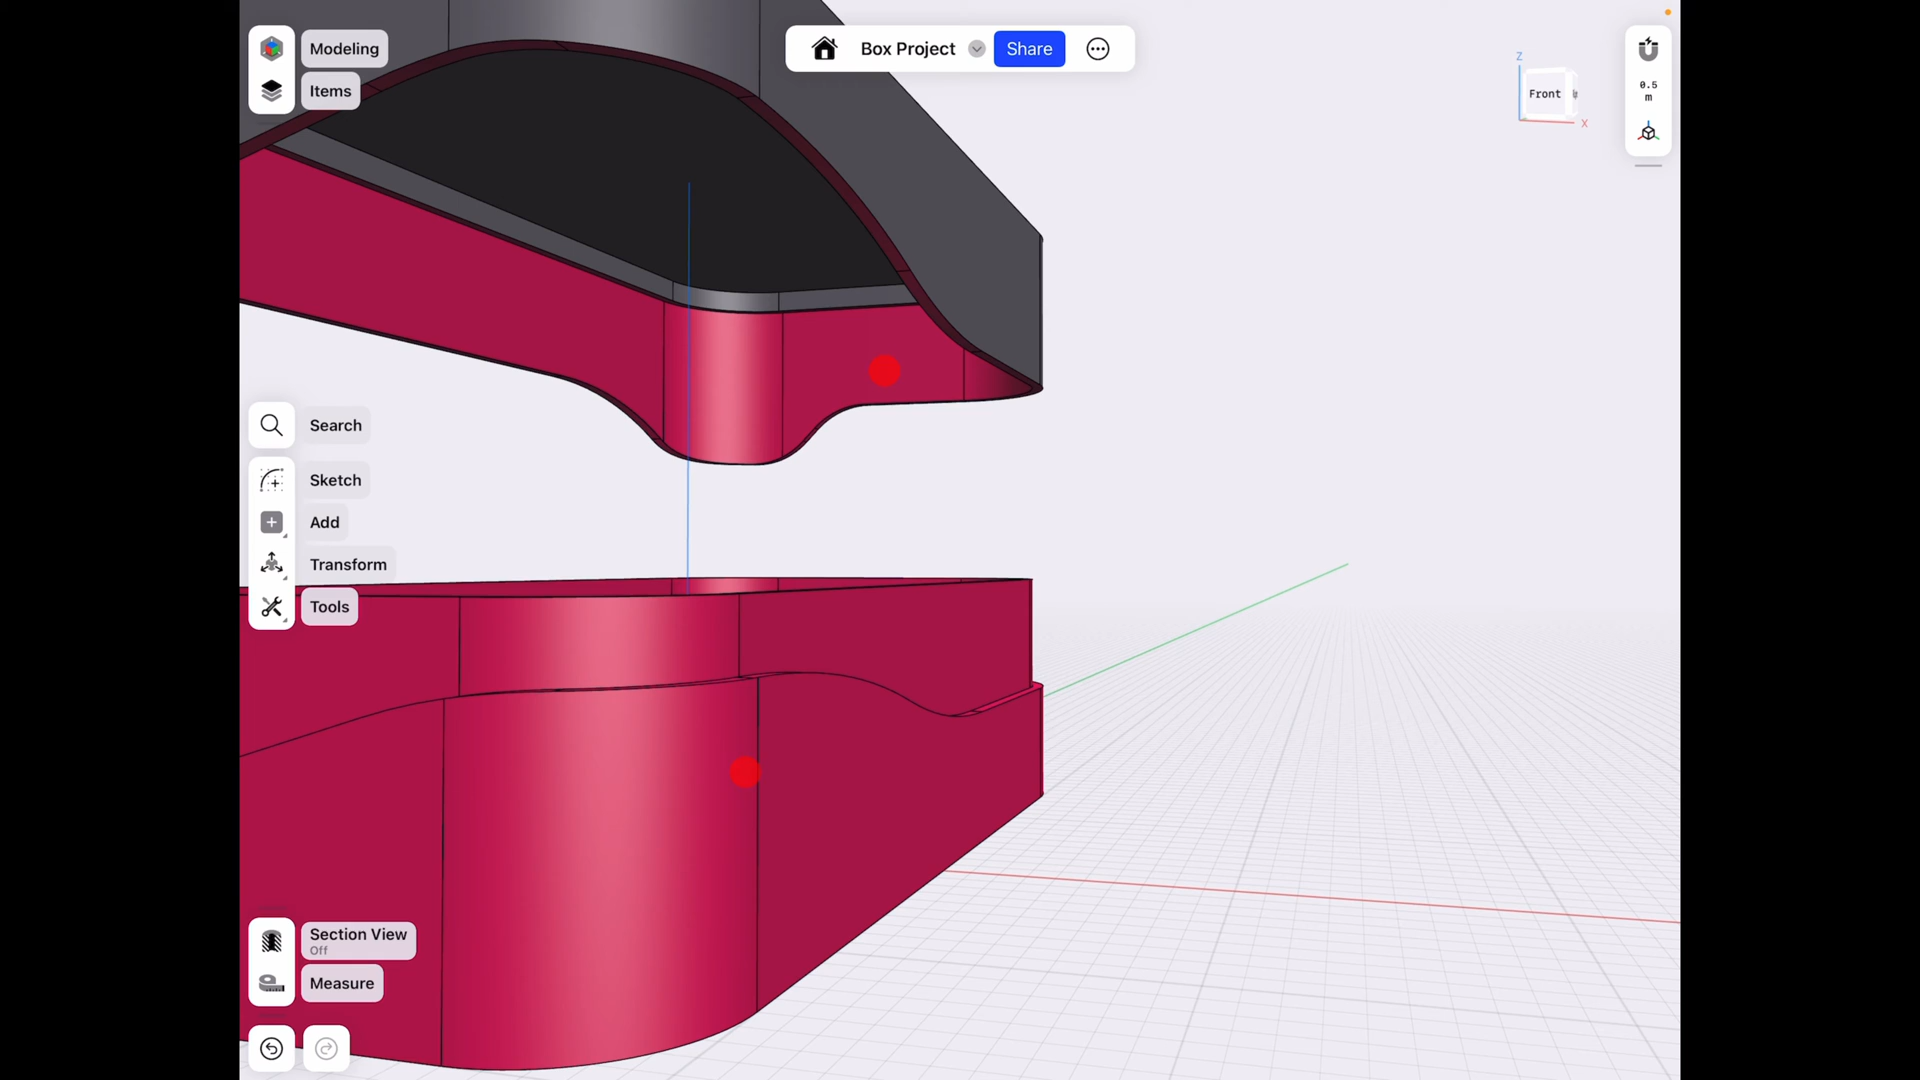 Modeling
Items
Box Project
Share
Z
Front
X
0.5
m
Search
Sketch
Add
Transform
Tools
Section View
Off
Measure